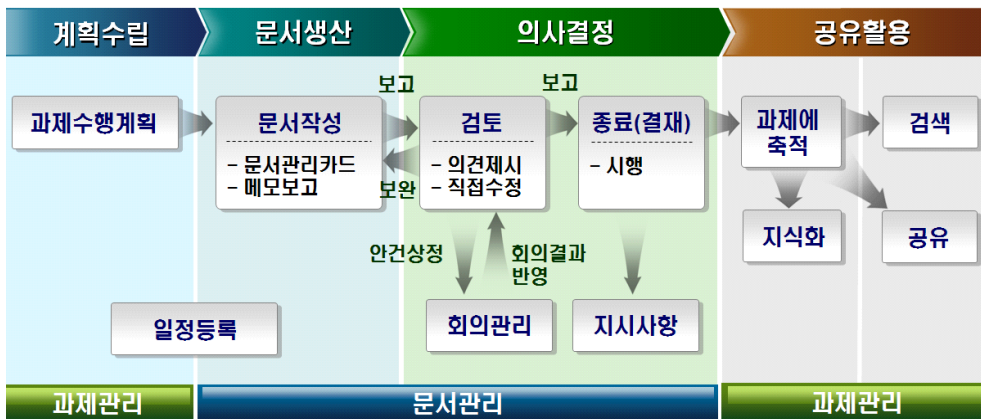 계획수립
문서생산
의사결정
공유활용
보고
보고
과제수행계획
문서작성
- 문서관리카드
- 메모보고
검토
- 의견제시
- 직접수정
종료(결재)
- 시행
과제에
축적
검색
보완
안건상정
회의결과
반영
지식화
공유
일정등록
회의관리
지시사항
과제관리
문서관리
과제관리